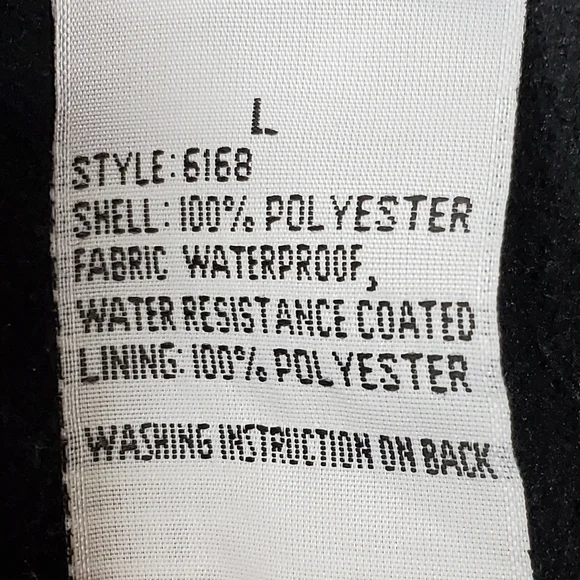 L
STYLE: 6168
SHELL: 100% POLYESTER
FABRIC WATERPROOF,
WATER RESISTANCE COATED
LINING: 100% POLYESTER
WASHING INSTRUCTION ON BACK